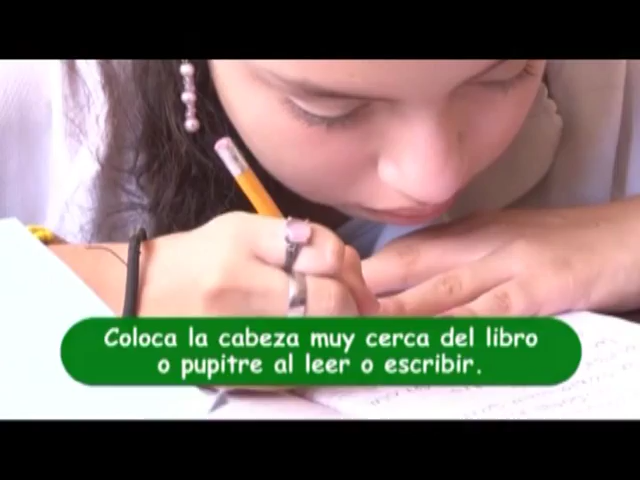 Coloca la cabeza muy cerca del libro
o pupitre al leer o escribir.